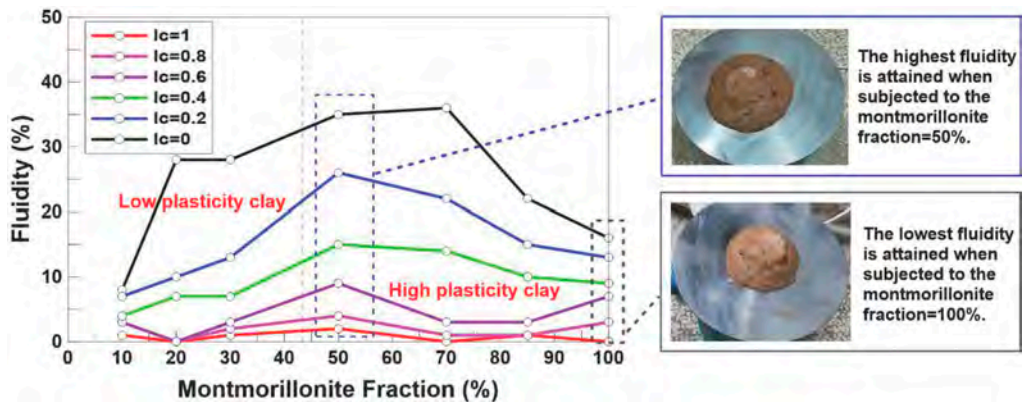 50
40
30
20
10
0
Fluidity (%)
Ic=1
Ic=0.8
Ic=0.6
Ic=0.4
Ic=0.2
Ic=0
Low plasticity clay
High plasticity clay
0 10 20 30 40 50 60 70 80 90 100
Montmorillonite Fraction (%)
The highest fluidity
is attained when
subjected to the
montmorillonite
fraction=50%.
The lowest fluidity
is attained when
subjected to the
montmorillonite
fraction=100%.